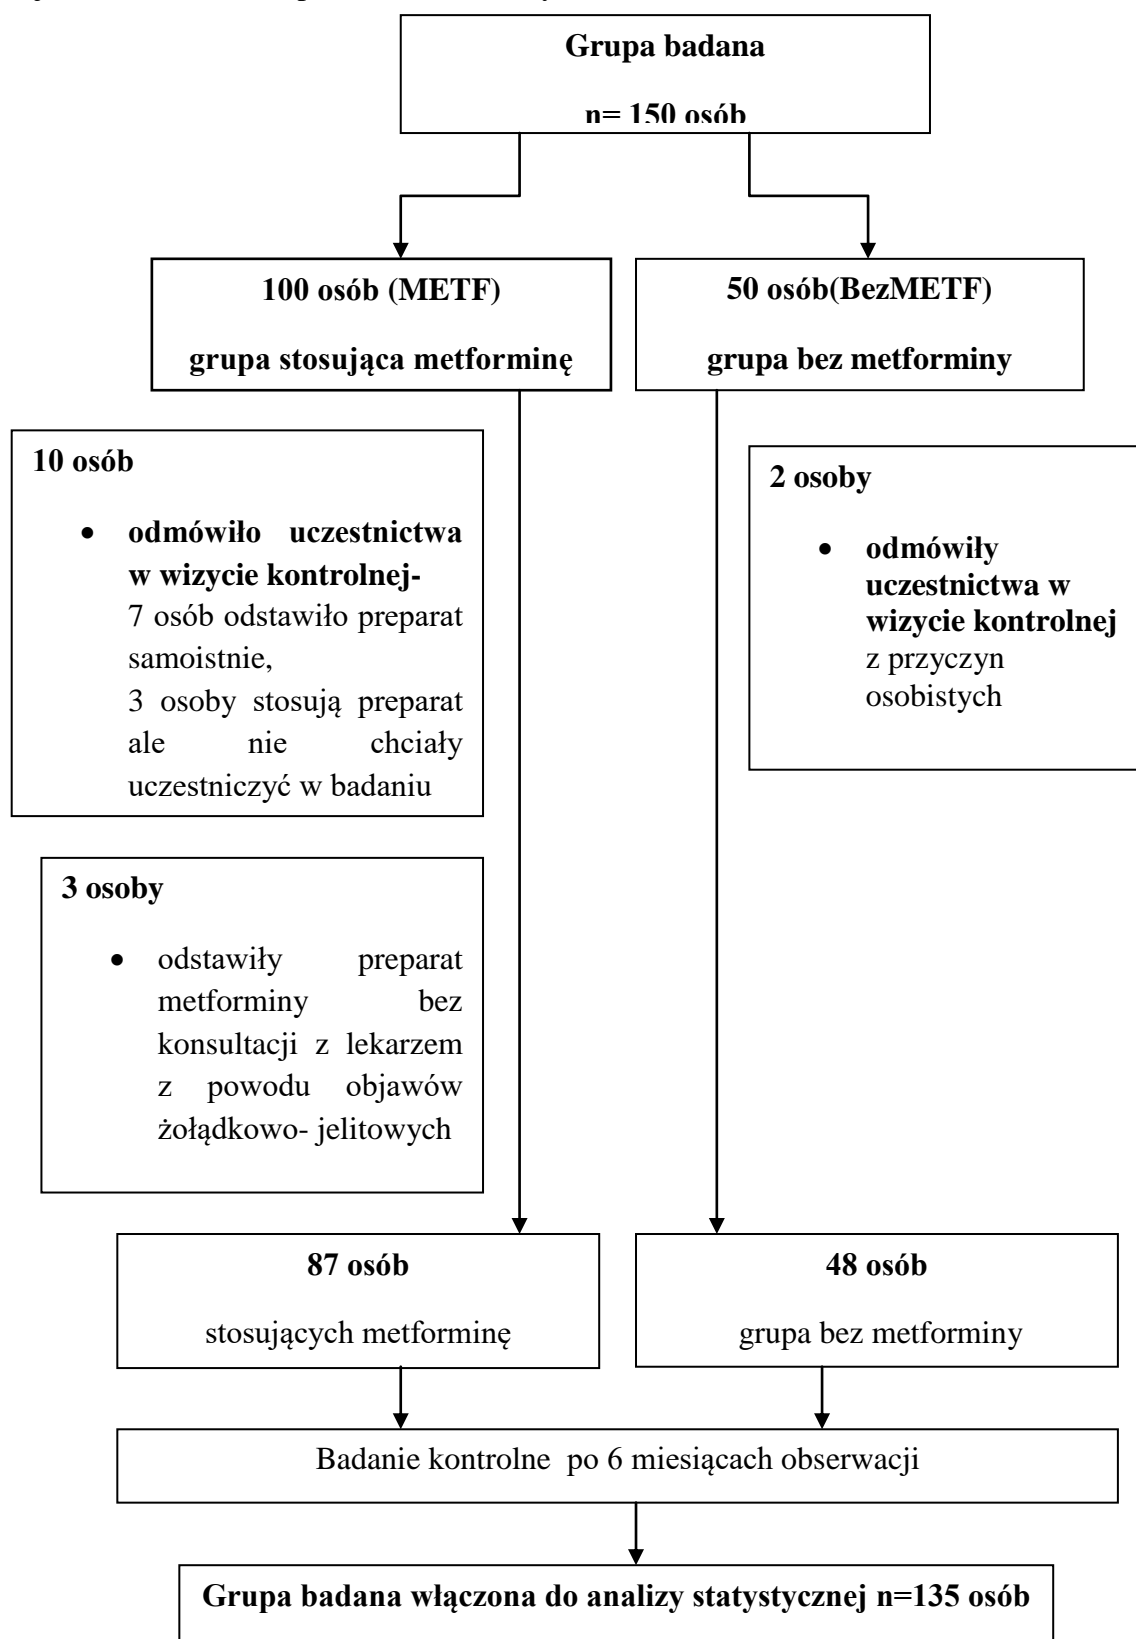 Grupa badana
n= 150 osób
100 osób (METF)
grupa stosująca metforminę
50 osób(BezMETF)
grupa bez metforminy
10 osób
• odmówiło uczestnictwa
w wizycie kontrolnej-
7 osób odstawiło preparat
samoistnie,
3 osoby stosują preparat
ale nie chciały
uczestniczyć w badaniu
2 osoby
• odmówiły
uczestnictwa w
wizycie kontrolnej
z przyczyn
osobistych
3 osoby
• odstawiły preparat
metforminy bez
konsultacji z lekarzem
z powodu objawów
żołądkowo- jelitowych
87 osób
stosujących metforminę
48 osób
grupa bez metforminy
Badanie kontrolne  po 6 miesiącach obserwacji
Grupa badana włączona do analizy statystycznej n=135 osób